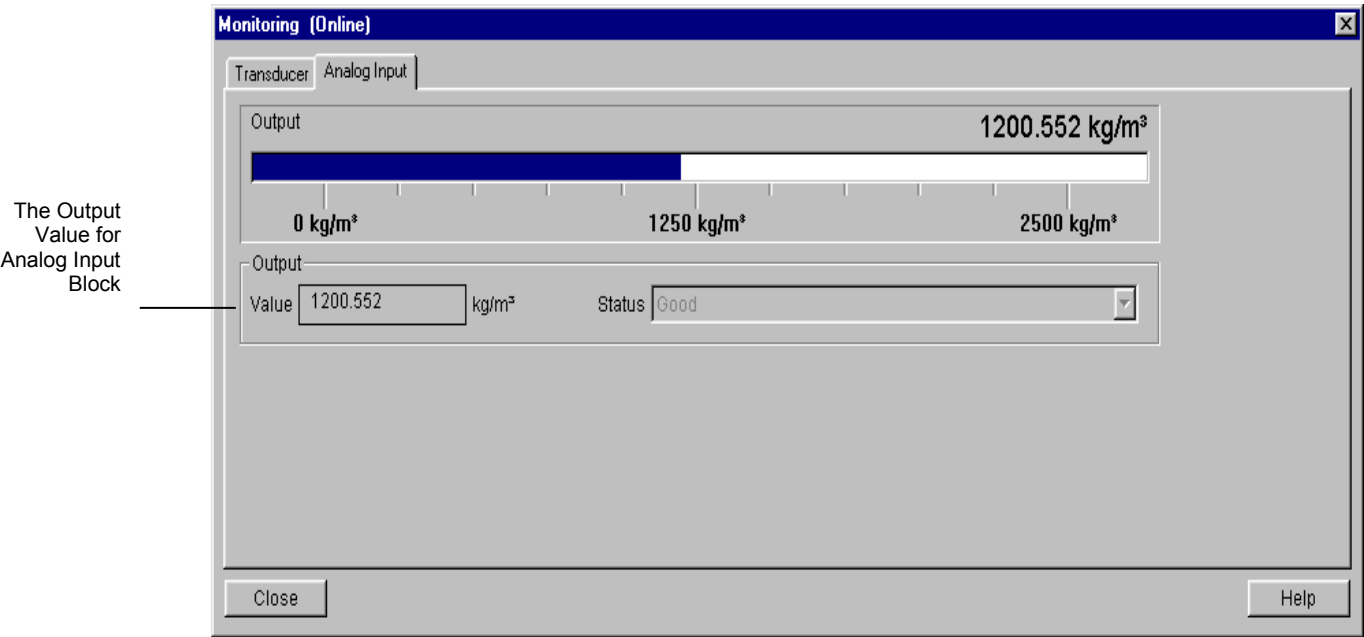 Monitoring (Online)
Transducer
Analog Input
Output
1200.552 kg/m³
0 kg/m³
1250 kg/m³
2500 kg/m³
The Output
Value for
Analog Input
Block
Output
Value 1200.552 kg/m³ Status Good
Close
Help